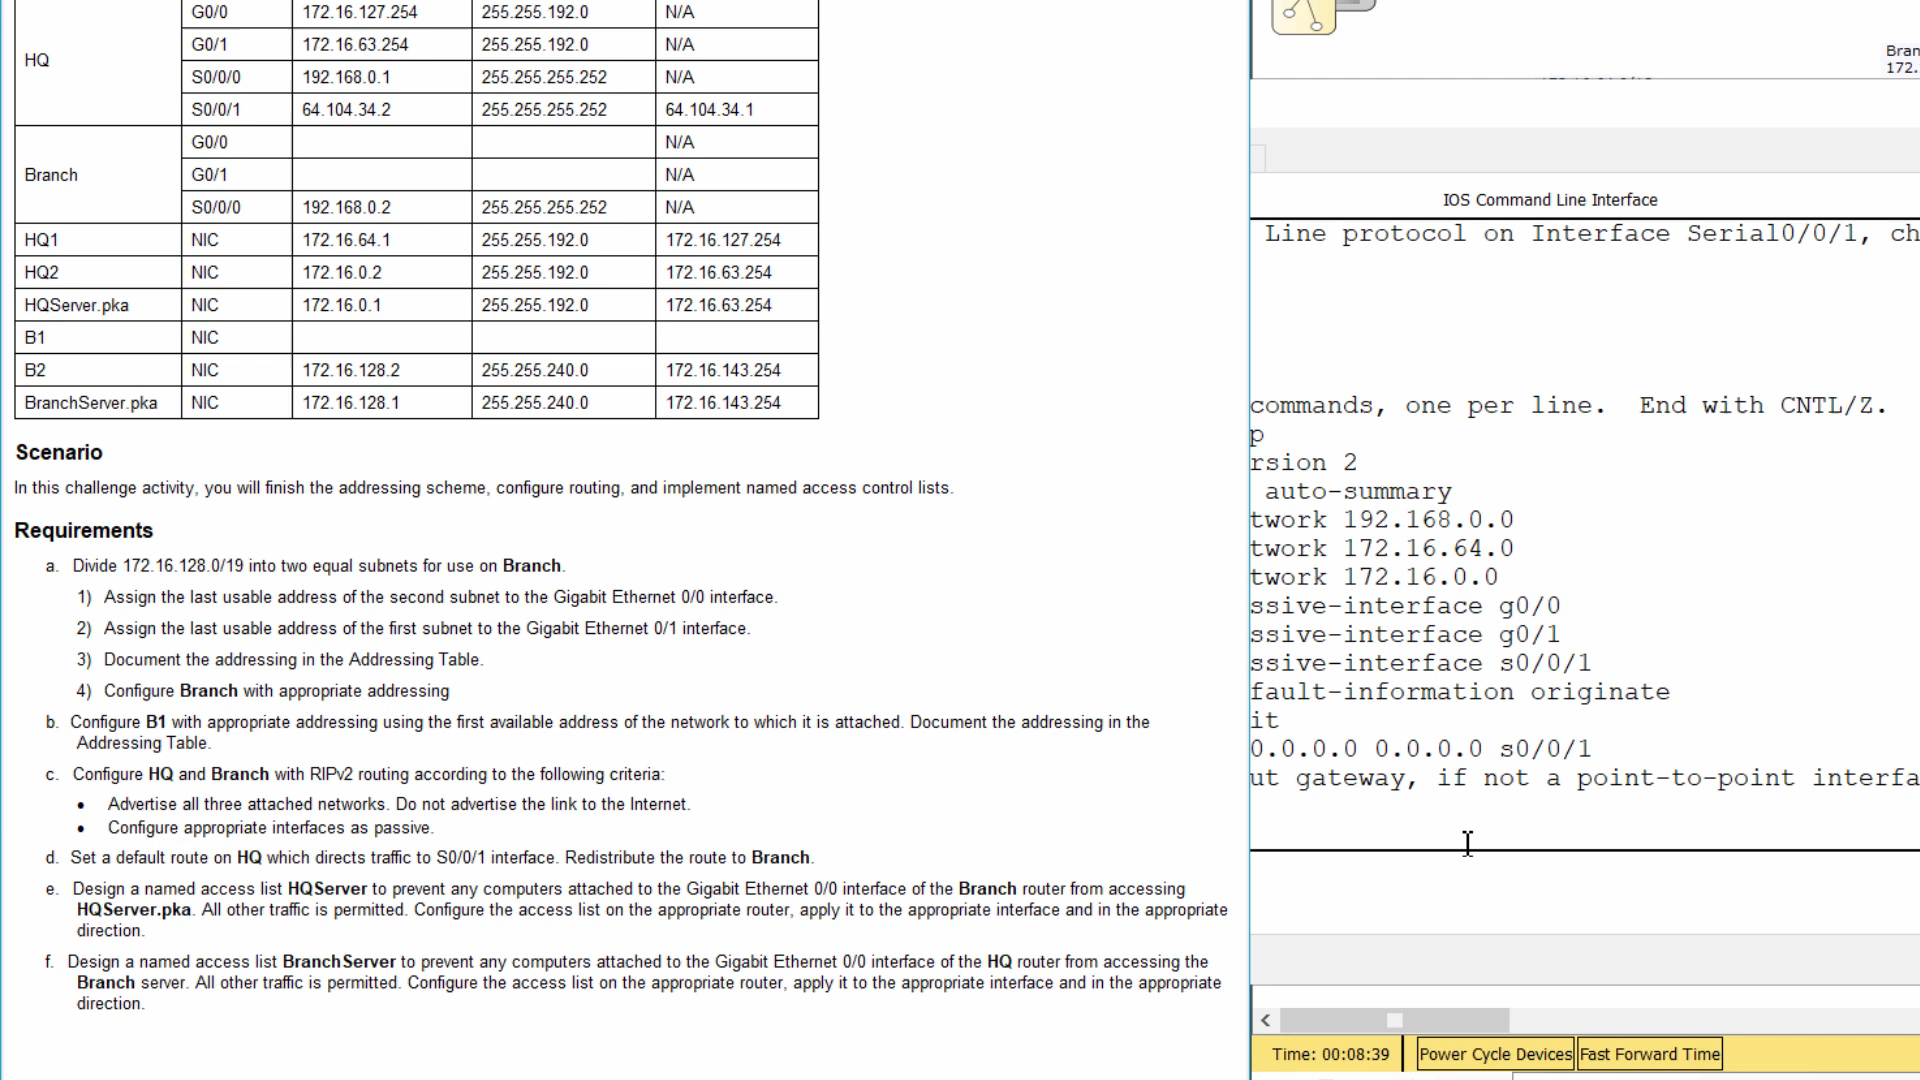 G0/0 172.16.127.254 255.255.192.0 N/A
HQ G0/1 172.16.63.254 255.255.192.0 N/A
S0/0/0 192.168.0.1 255.255.255.252 N/A
S0/0/1 64.104.34.2 255.255.255.252 64.104.34.1
G0/0 N/A
Branch G0/1 N/A
S0/0/0 192.168.0.2 255.255.255.252 N/A
HQ1 NIC 172.16.64.1 255.255.192.0 172.16.127.254
HQ2 NIC 172.16.0.2 255.255.192.0 172.16.63.254
HQServer.pka NIC 172.16.0.1 255.255.192.0 172.16.63.254
B1 NIC
B2 NIC 172.16.128.2 255.255.240.0 172.16.143.254
BranchServer.pka NIC 172.16.128.1 255.255.240.0 172.16.143.254
Scenario
In this challenge activity, you will finish the addressing scheme, configure routing, and implement named access control lists.
Requirements
a. Divide 172.16.128.0/19 into two equal subnets for use on Branch.
1) Assign the last usable address of the second subnet to the Gigabit Ethernet 0/0 interface.
2) Assign the last usable address of the first subnet to the Gigabit Ethernet 0/1 interface.
3) Document the addressing in the Addressing Table.
4) Configure Branch with appropriate addressing
b. Configure B1 with appropriate addressing using the first available address of the network to which it is attached. Document the addressing in the
Addressing Table.
c. Configure HQ and Branch with RIPv2 routing according to the following criteria:
• Advertise all three attached networks. Do not advertise the link to the Internet.
• Configure appropriate interfaces as passive.
d. Set a default route on HQ which directs traffic to S0/0/1 interface. Redistribute the route to Branch.
e. Design a named access list HQServer to prevent any computers attached to the Gigabit Ethernet 0/0 interface of the Branch router from accessing
HQServer.pka. All other traffic is permitted. Configure the access list on the appropriate router, apply it to the appropriate interface and in the appropriate
direction.
f. Design a named access list BranchServer to prevent any computers attached to the Gigabit Ethernet 0/0 interface of the HQ router from accessing the
Branch server. All other traffic is permitted. Configure the access list on the appropriate router, apply it to the appropriate interface and in the appropriate
direction.
Bran
172.
IOS Command Line Interface
Line protocol on Interface Serial0/0/1, ch
commands, one per line. End with CNTL/Z.
p
rsion 2
auto-summary
twork 192.168.0.0
twork 172.16.64.0
twork 172.16.0.0
ssive-interface g0/0
ssive-interface g0/1
ssive-interface s0/0/1
fault-information originate
it
0.0.0.0 0.0.0.0 s0/0/1
ut gateway, if not a point-to-point interfa
<
Time: 00:08:39 Power Cycle Devices Fast Forward Time